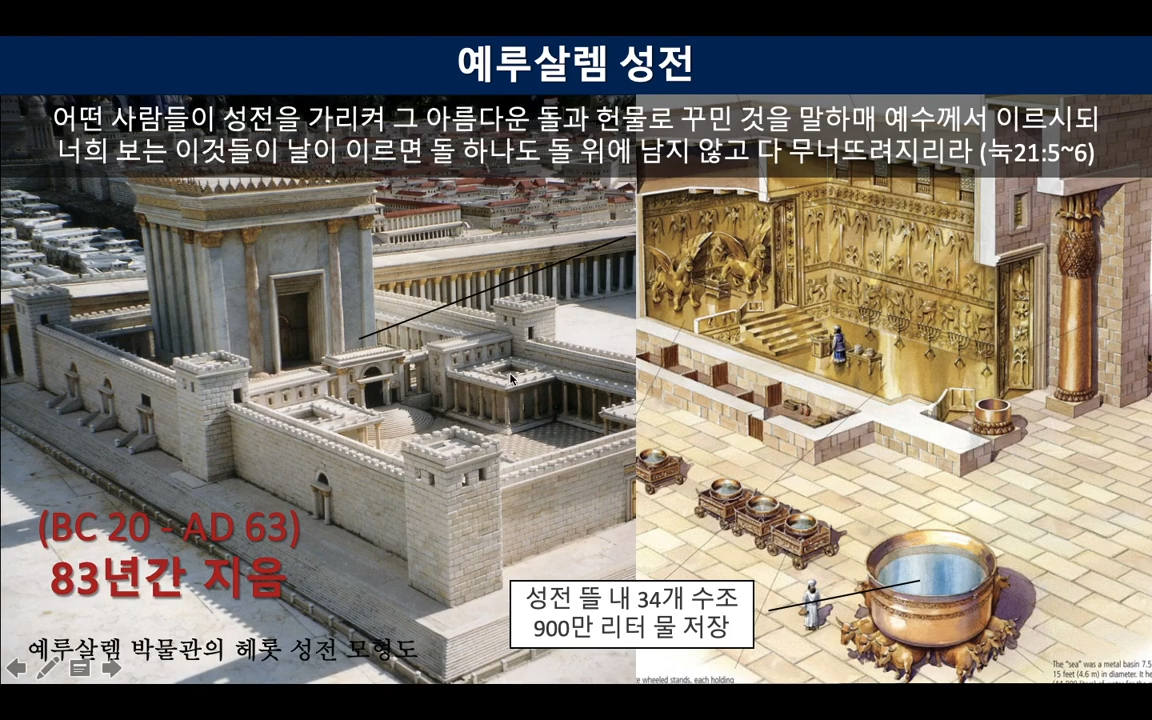 예루살렘 성전
어떤 사람들이 성전을 가리켜 그 아름다운 돌과 헌물로 꾸민 것을 말하매 예수께서 이르시되
너희 보는 이것들이 날이 이르면 돌 하나도 돌 위에 남지 않고 다 무너뜨려지리라 (눅21:5~6)
(BC 20 - AD 63)
83년간 지음
성전 뜰 내 34개 수조
900만 리터 물 저장
예루살렘 박물관의 헤롯 성전 모형도
The "sea" was a metal basin 7.5
15 feet (4.6 m) in diameter. It he
wheeled stands, each holding